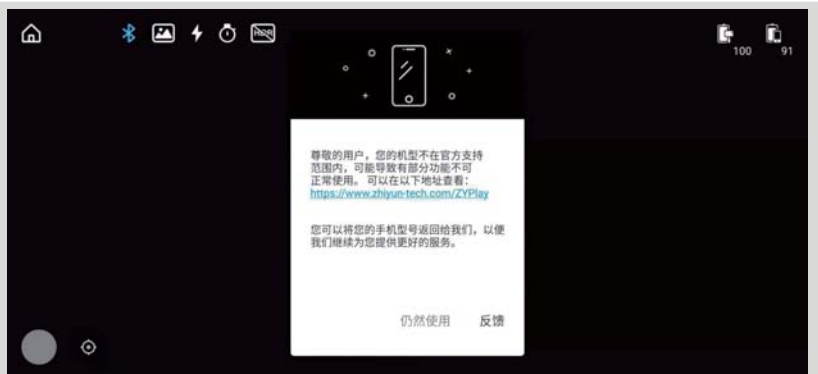 HDR
100
91
尊敬的用户，您的机型不在官方支持
范围内，可能导致有部分功能不可
正常使用。可以在以下地址查看：
https://www.zhiyun-tech.com/ZYPlay
您可以将您的手机型号返回给我们，以便
我们继续为您提供更好的服务。
仍然使用 反馈